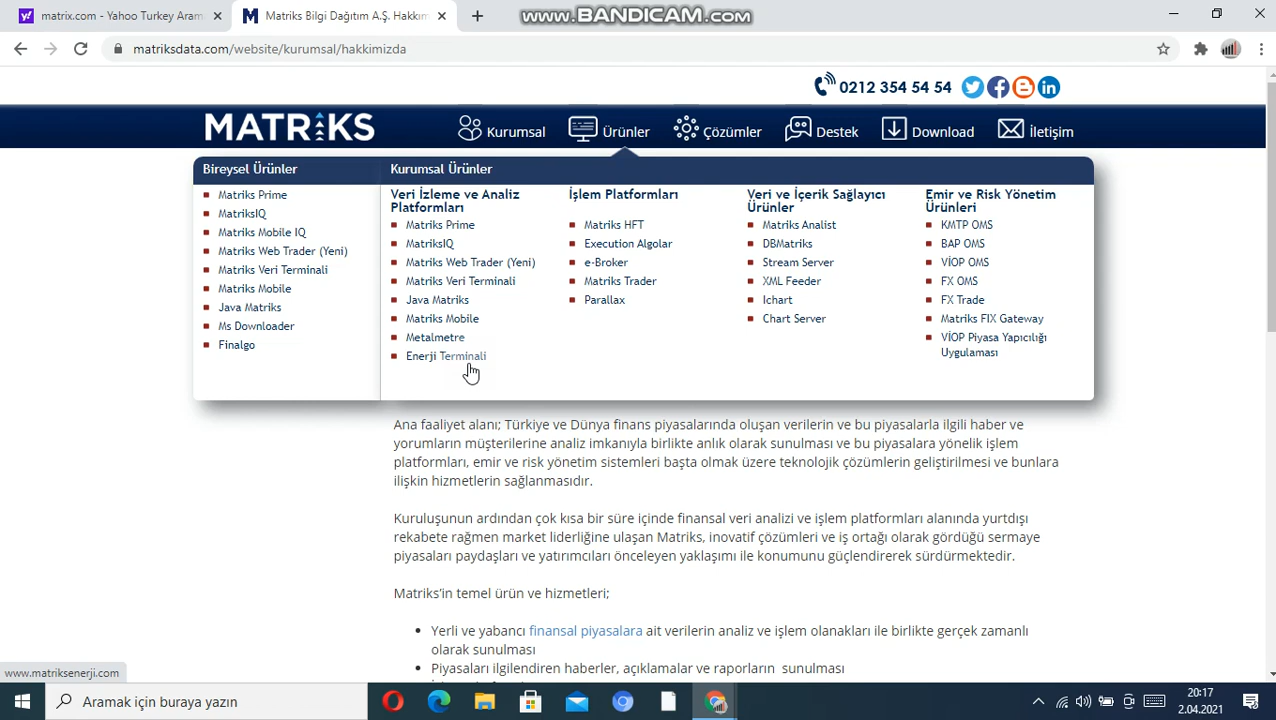 matrix.com - Yahoo Turkey Aram
Matriks Bilgi Dağıtım A.Ş. Hakkım
www.BANDICAM.com
matriksdata.com/website/kurumsal/hakkimizda
0212 354 54 54
MATRİKS
Kurumsal
Ürünler
Çözümler
Destek
Download
İletişim
Bireysel Ürünler
Matriks Prime
MatriksIQ
Matriks Mobile IQ
Matriks Web Trader (Yeni)
Matriks Veri Terminali
Matriks Mobile
Java Matriks
Ms Downloader
Finalgo
Kurumsal Ürünler
Veri İzleme ve Analiz
Platformları
Matriks Prime
MatriksIQ
Matriks Web Trader (Yeni)
Matriks Veri Terminali
Java Matriks
Matriks Mobile
Metalmetre
Enerji Terminali
İşlem Platformları
Matriks HFT
Execution Algolar
e-Broker
Matriks Trader
Parallax
Veri ve İçerik Sağlayıcı
Ürünler
Matriks Analist
DBMatriks
Stream Server
XML Feeder
Ichart
Chart Server
Emir ve Risk Yönetim
Ürünleri
KMTP OMS
BAP OMS
VİOP OMS
FX OMS
FX Trade
Matriks FIX Gateway
VİOP Piyasa Yapıcılığı
Uygulaması
Ana faaliyet alanı; Türkiye ve Dünya finans piyasalarında oluşan verilerin ve bu piyasalarla ilgili haber ve
yorumların müşterilerine analiz imkanıyla birlikte anlık olarak sunulması ve bu piyasalara yönelik işlem
platformları, emir ve risk yönetim sistemleri başta olmak üzere teknolojik çözümlerin geliştirilmesi ve bunlara
ilişkin hizmetlerin sağlanmasıdır.
Kuruluşunun ardından çok kısa bir süre içinde finansal veri analizi ve işlem platformları alanında yurtdışı
rekabete rağmen market liderliğine ulaşan Matriks, inovatif çözümleri ve iş ortağı olarak gördüğü sermaye
piyasaları paydaşları ve yatırımcıları önceleyen yaklaşımı ile konumunu güçlendirerek sürdürmektedir.
Matriks'in temel ürün ve hizmetleri;
Yerli ve yabancı finansal piyasalara ait verilerin analiz ve işlem olanakları ile birlikte gerçek zamanlı
olarak sunulması
Piyasaları ilgilendiren haberler, açıklamalar ve raporların sunulması
www.matriksenerji.com
Aramak için buraya yazın
20:17
2.04.2021